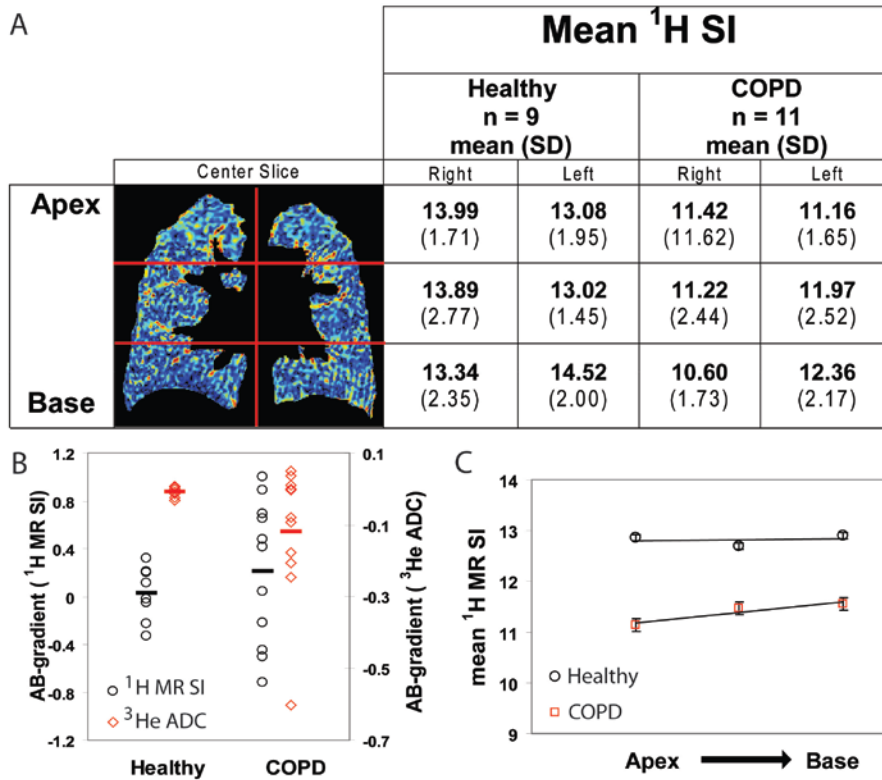 A
Mean ¹H SI
Healthy
n = 9
mean (SD)
COPD
n = 11
mean (SD)
Center Slice
Right
Left
Right
Left
Apex
13.99
(1.71)
13.08
(1.95)
11.42
(11.62)
11.16
(1.65)
13.89
(2.77)
13.02
(1.45)
11.22
(2.44)
11.97
(2.52)
Base
13.34
(2.35)
14.52
(2.00)
10.60
(1.73)
12.36
(2.17)
B
AB-gradient ( ¹H MR SI)
1.2
0.8
0.4
0
-0.4
-0.8
-1.2
¹H MR SI
³He ADC
Healthy
COPD
0.1
-0.1
-0.3
-0.5
-0.7
AB-gradient ( ³He ADC)
C
mean ¹H MR SI
14
13
12
11
10
9
Healthy
COPD
Apex
Base